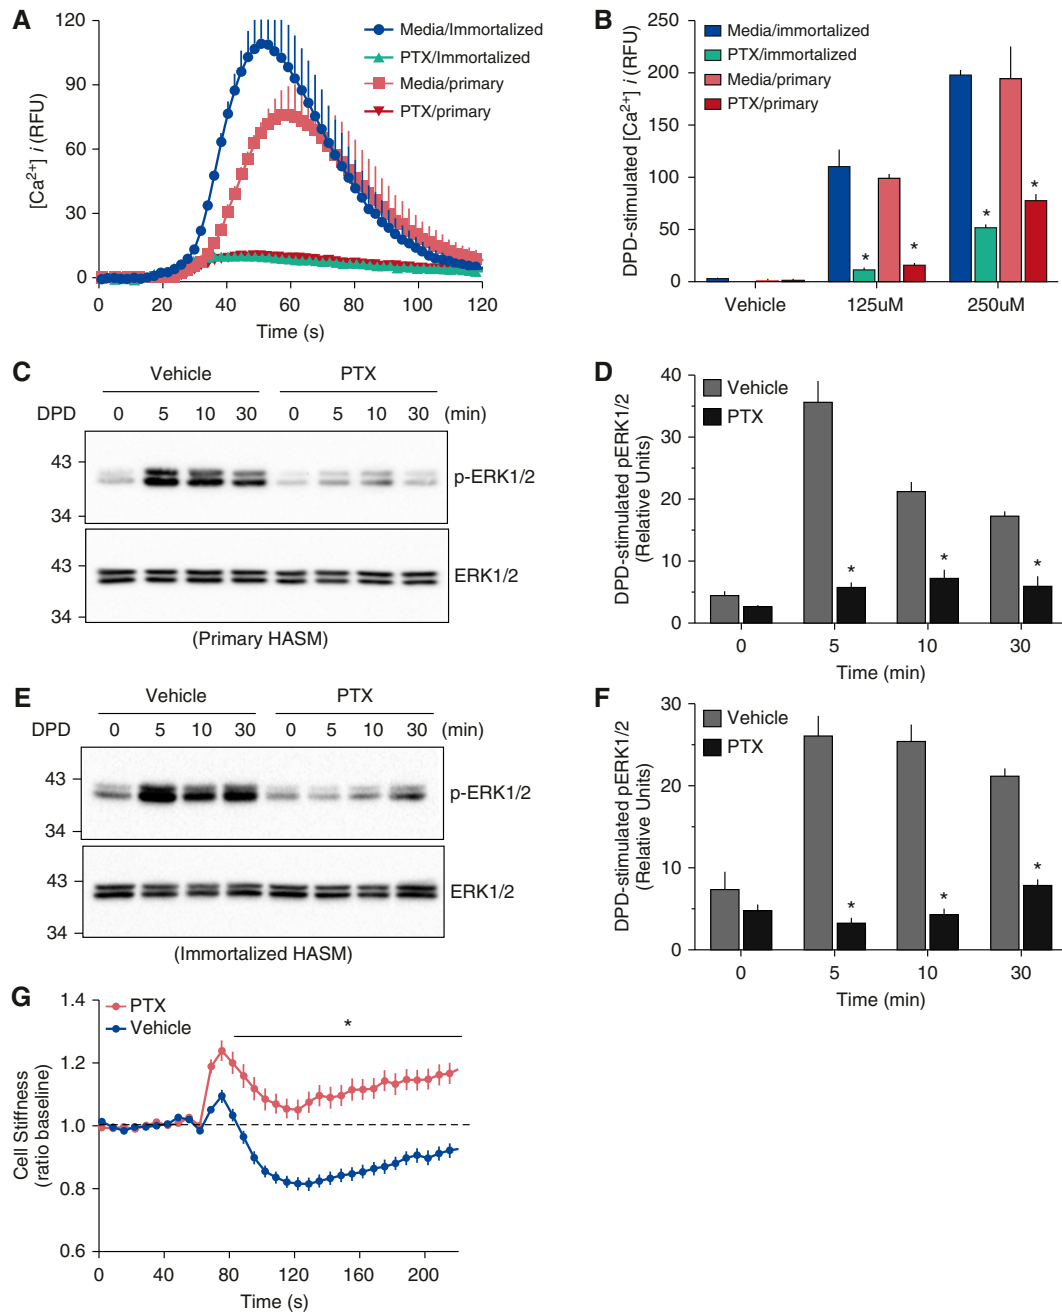 A
[Ca²⁺] i (RFU)
120
90
60
30
0
0 20 40 60 80 100 120
Time (s)
Media/Immortalized
PTX/Immortalized
Media/primary
PTX/primary
B
DPD-stimulated [Ca²⁺] i (RFU)
250
200
150
100
50
0
Media/immortalized
PTX/immortalized
Media/primary
PTX/primary
* * * *
Vehicle 125uM 250uM
C
Vehicle PTX
DPD 0 5 10 30 0 5 10 30 (min)
43
34
p-ERK1/2
43
34
ERK1/2
(Primary HASM)
D
DPD-stimulated pERK1/2
(Relative Units)
40
30
20
10
0
Vehicle
PTX
* * *
0 5 10 30
Time (min)
E
Vehicle PTX
DPD 0 5 10 30 0 5 10 30 (min)
43
34
p-ERK1/2
43
34
ERK1/2
(Immortalized HASM)
F
DPD-stimulated pERK1/2
(Relative Units)
30
20
10
0
Vehicle
PTX
* * *
0 5 10 30
Time (min)
G
Cell Stiffness
(ratio baseline)
1.4
1.2
1.0
0.8
0.6
PTX
Vehicle
*
0 40 80 120 160 200
Time (s)